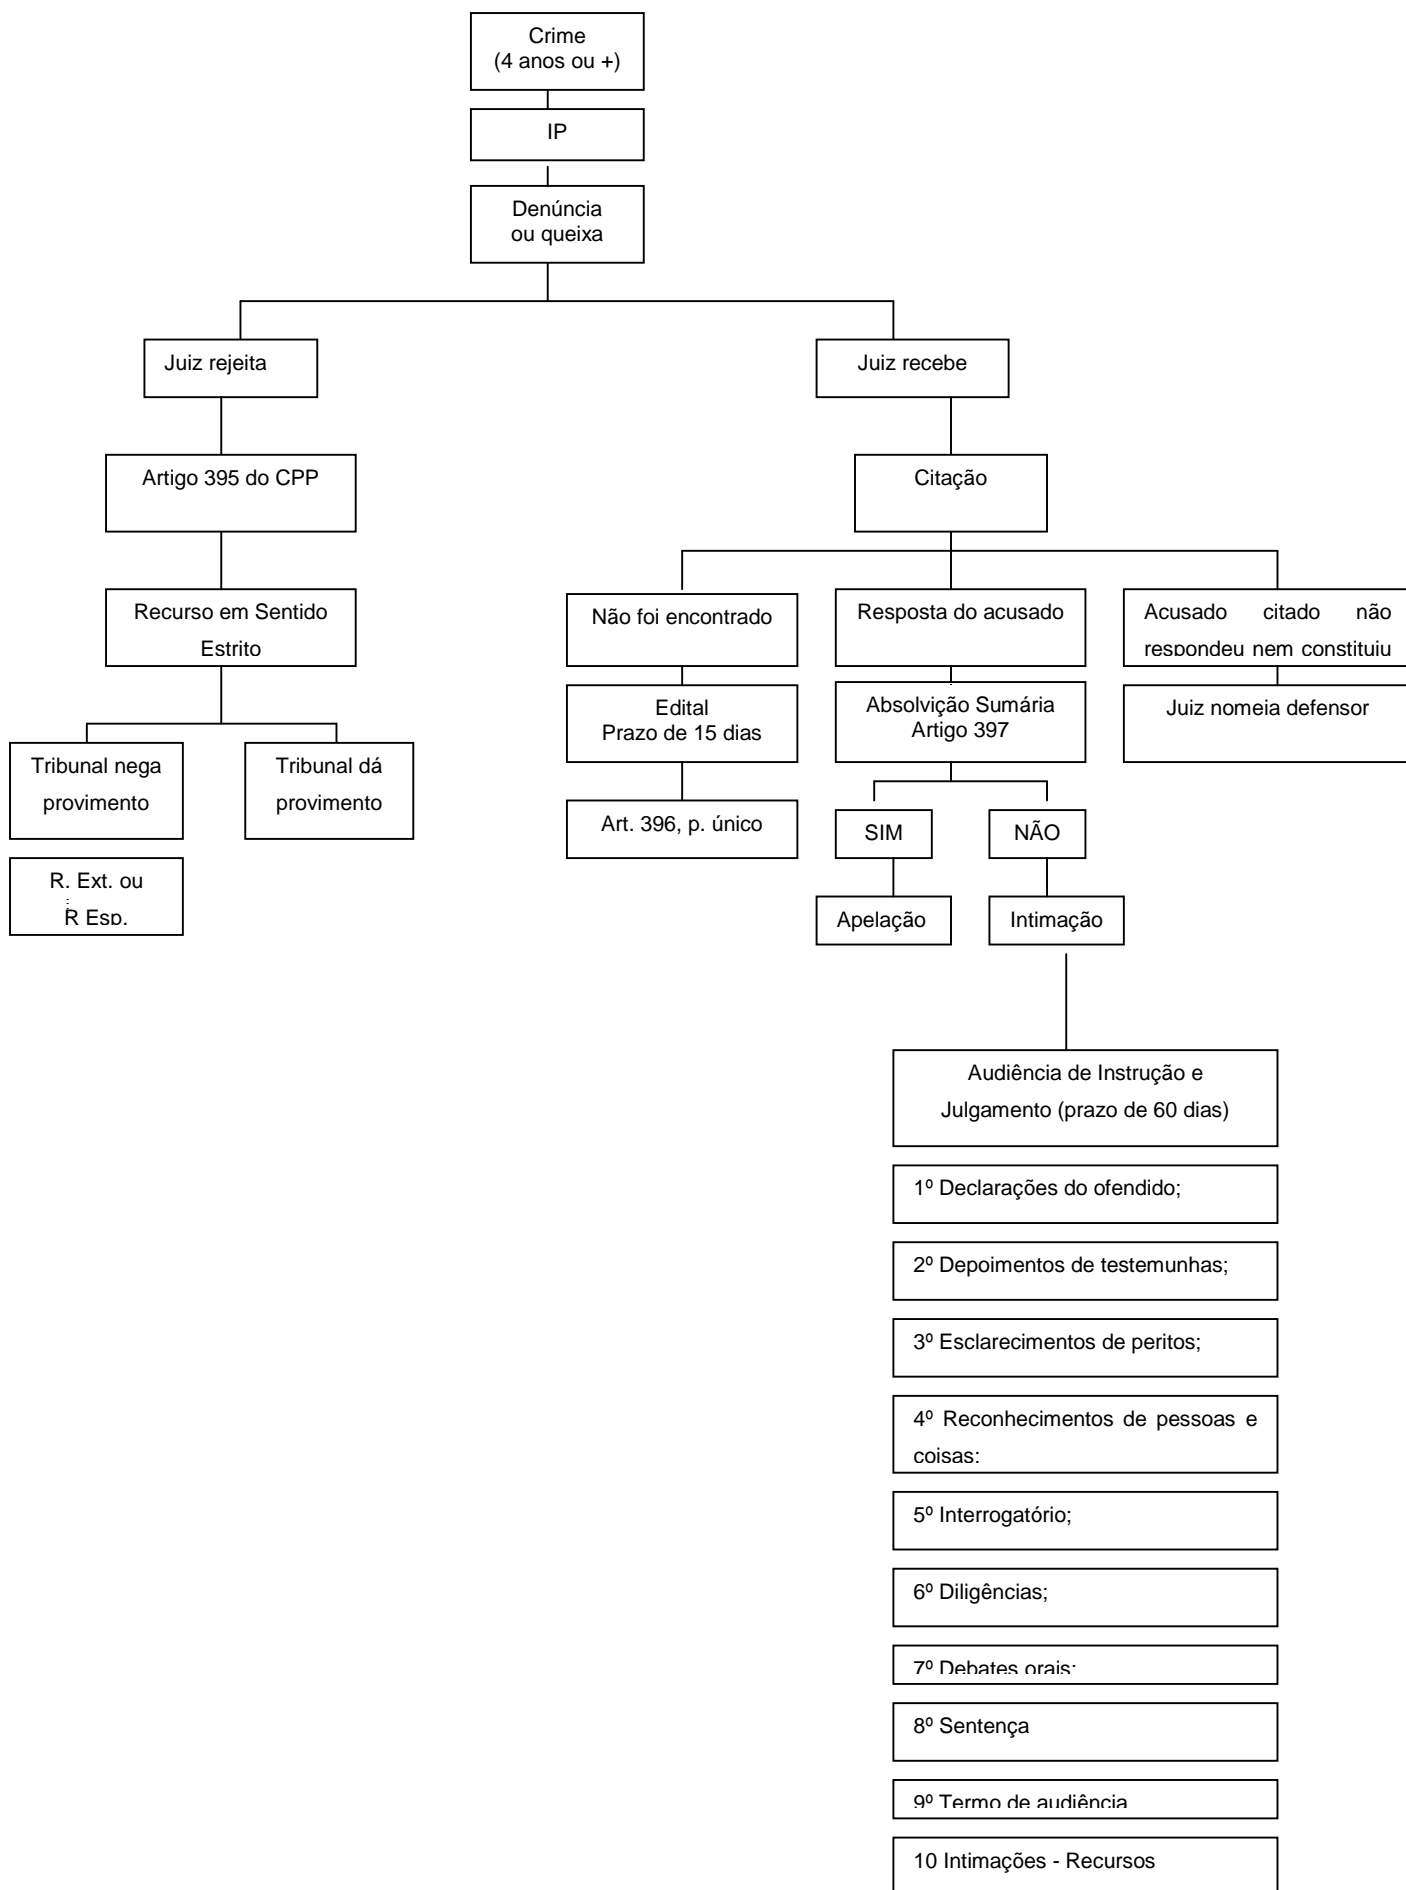 Crime
(4 anos ou +)
IP
Denúncia
ou queixa
Juiz rejeita
Juiz recebe
Artigo 395 do CPP
Citação
Recurso em Sentido
Estrito
Não foi encontrado
Resposta do acusado
Acusado citado não
respondeu nem constituiu
Edital
Prazo de 15 dias
Absolvição Sumária
Artigo 397
Juiz nomeia defensor
Tribunal nega
provimento
Tribunal dá
provimento
Art. 396, p. único
SIM
NÃO
R. Ext. ou
R Esp.
Apelação
Intimação
Audiência de Instrução e
Julgamento (prazo de 60 dias)
1º Declarações do ofendido;
2º Depoimentos de testemunhas;
3º Esclarecimentos de peritos;
4º Reconhecimentos de pessoas e
coisas;
5º Interrogatório;
6º Diligências;
7º Debates orais;
8º Sentença
9º Termo de audiência
10 Intimações - Recursos